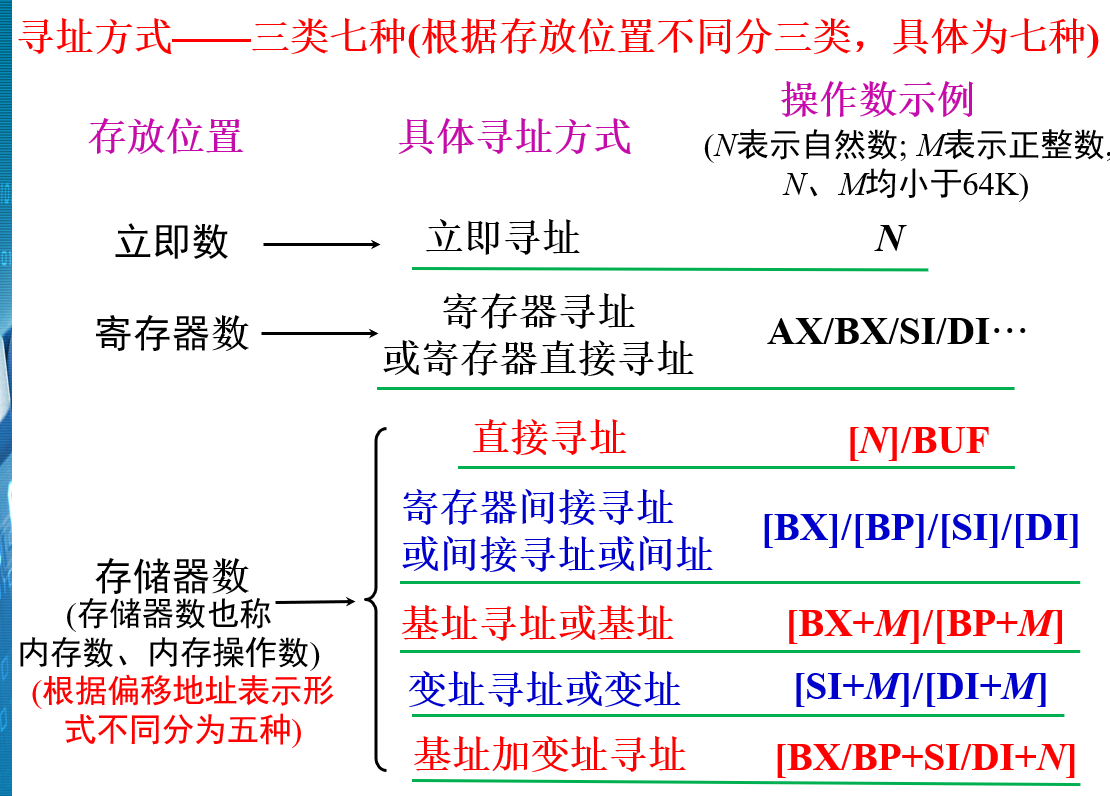 寻址方式——三类七种(根据存放位置不同分三类，具体为七种)
存放位置
具体寻址方式
操作数示例
(N表示自然数; M表示正整数,
N、M均小于64K)
立即数
立即寻址
N
寄存器数
寄存器寻址
或寄存器直接寻址
AX/BX/SI/DI…
存储器数
(存储器数也称
内存数、内存操作数)
(根据偏移地址表示形
式不同分为五种)
直接寻址
[N]/BUF
寄存器间接寻址
或间接寻址或间址
[BX]/[BP]/[SI]/[DI]
基址寻址或基址
[BX+M]/[BP+M]
变址寻址或变址
[SI+M]/[DI+M]
基址加变址寻址
[BX/BP+SI/DI+N]